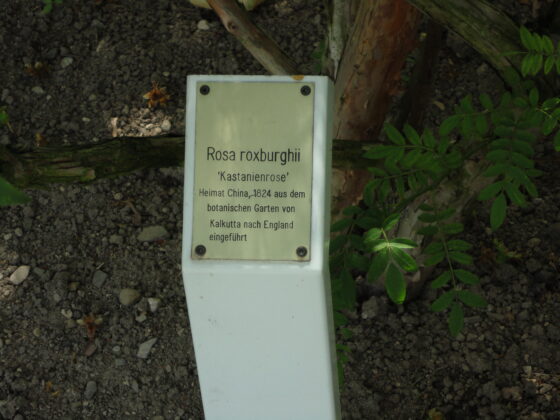 Rosa roxburghii
'Kastanienrose'
Heimat China, 1824 aus dem
botanischen Garten von
Kalkutta nach England
eingeführt